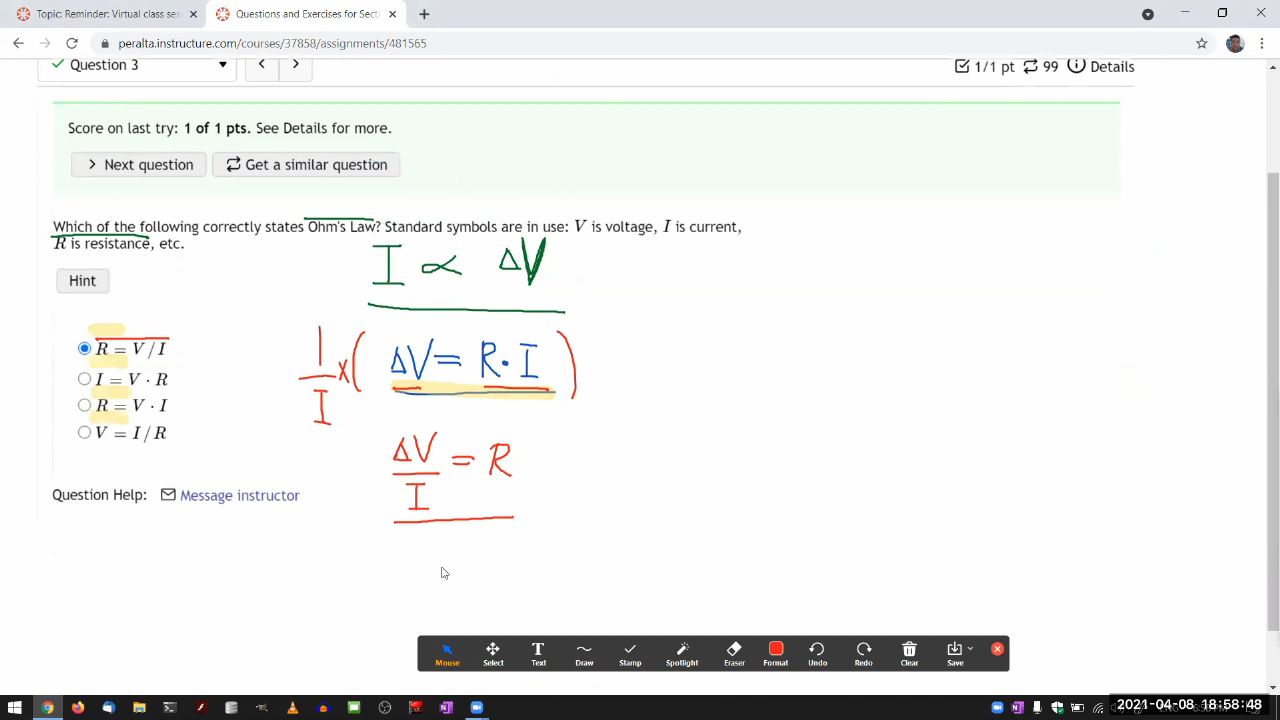 Topic: Reminder: Virtual class ses
Questions and Exercises for Sect
peralta.instructure.com/courses/37858/assignments/481565
Question 3
1/1 pt 99 Details
Score on last try: 1 of 1 pts. See Details for more.
Next question
Get a similar question
Which of the following correctly states Ohm's Law? Standard symbols are in use: V is voltage, I is current,
R is resistance, etc.
I ∝ ΔV
Hint
1/I × ( ΔV = R · I )
R = V/I
I = V · R
R = V · I
V = I/R
ΔV/I = R
Question Help: Message instructor
Mouse Select Text Draw Stamp Spotlight Eraser Format Undo Redo Clear Save
2021-04-08 18:58:48